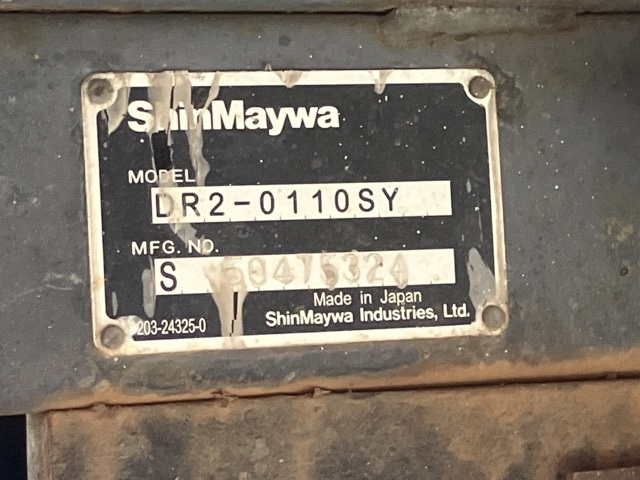 ShinMaywa
MODEL
DR2-0110SY
MFG. NO.
S
Made in Japan
203-24325-0
ShinMaywa Industries, Ltd.